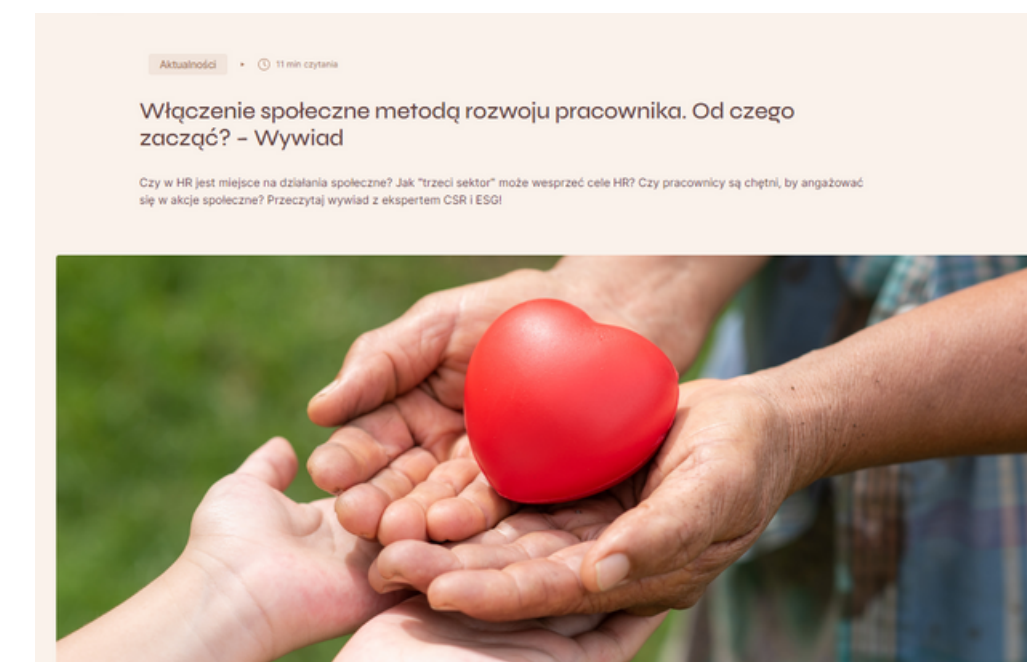 Aktualności • 11 min czytania
Włączenie społeczne metodą rozwoju pracownika. Od czego
zacząć? – Wywiad
Czy w HR jest miejsce na działania społeczne? Jak "trzeci sektor" może wesprzeć cele HR? Czy pracownicy są chętni, by angażować
się w akcje społeczne? Przeczytaj wywiad z ekspertem CSR i ESG!